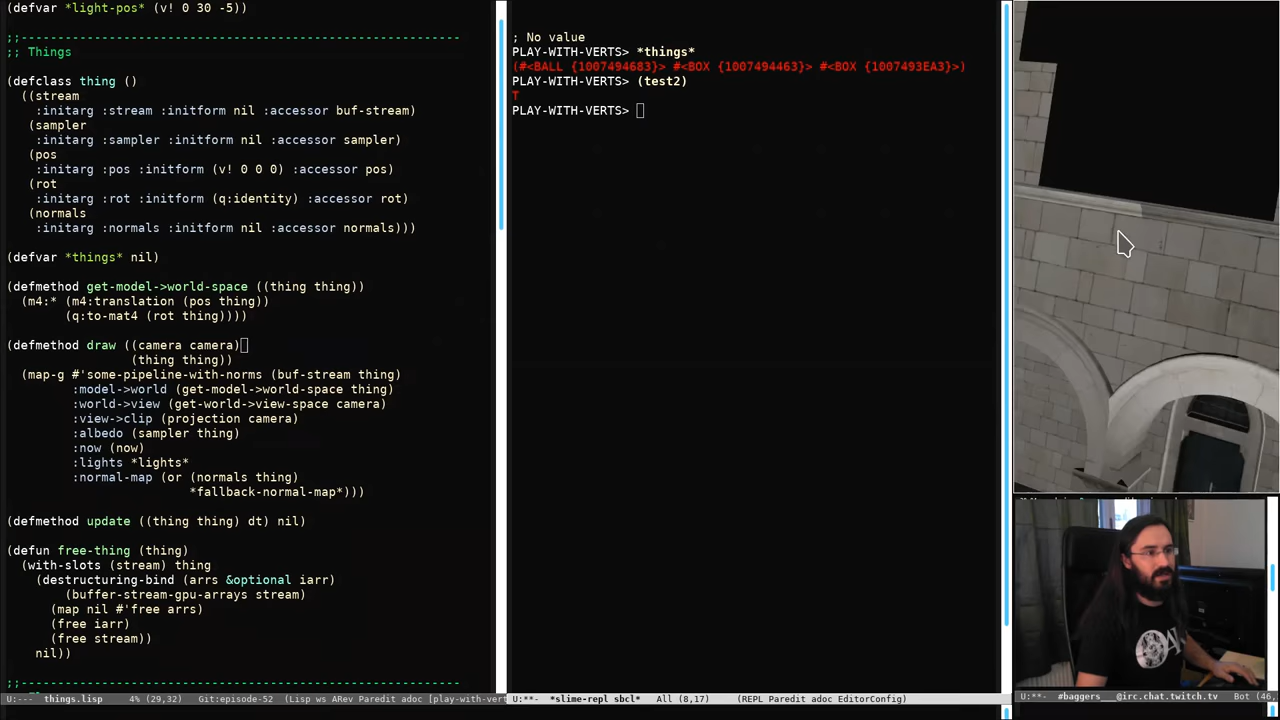 (defvar *light-pos* (v! 0 30 -5))
;;----------------------------------------------------------
;; Things
(defclass thing ()
  ((stream
    :initarg :stream :initform nil :accessor buf-stream)
   (sampler
    :initarg :sampler :initform nil :accessor sampler)
   (pos
    :initarg :pos :initform (v! 0 0 0) :accessor pos)
   (rot
    :initarg :rot :initform (q:identity) :accessor rot)
   (normals
    :initarg :normals :initform nil :accessor normals)))
(defvar *things* nil)
(defmethod get-model->world-space ((thing thing))
  (m4:* (m4:translation (pos thing))
        (q:to-mat4 (rot thing))))
(defmethod draw ((camera camera)
                 (thing thing))
  (map-g #'some-pipeline-with-norms (buf-stream thing)
         :model->world (get-model->world-space thing)
         :world->view (get-world->view-space camera)
         :view->clip (projection camera)
         :albedo (sampler thing)
         :now (now)
         :lights *lights*
         :normal-map (or (normals thing)
                         *fallback-normal-map*)))
(defmethod update ((thing thing) dt) nil)
(defun free-thing (thing)
  (with-slots (stream) thing
    (destructuring-bind (arrs &optional iarr)
        (buffer-stream-gpu-arrays stream)
      (map nil #'free arrs)
      (free iarr)
      (free stream))
    nil))
;;----------------------------------------------------------
U:---  things.lisp    4% (29,32)   Git:episode-52  (Lisp ws ARev Paredit adoc [play-with-vert
; No value
PLAY-WITH-VERTS> *things*
(#<BALL {1007494683}> #<BOX {1007494463}> #<BOX {1007493EA3}>)
PLAY-WITH-VERTS> (test2)
T
PLAY-WITH-VERTS>
U:**-  *slime-repl sbcl*   All (8,17)    (REPL Paredit adoc EditorConfig)
U:**-  #baggers___@irc.chat.twitch.tv   Bot (46,